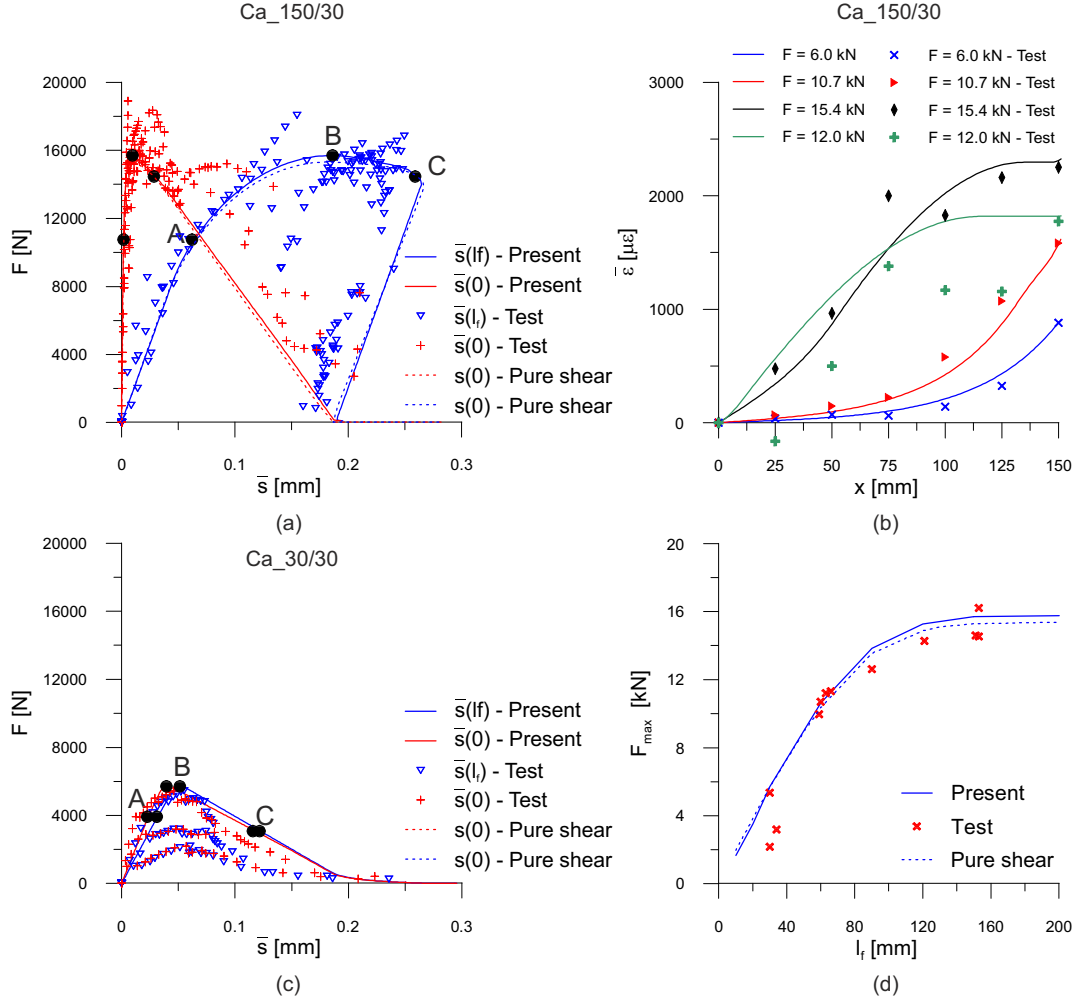 Ca_150/30
20000
16000
12000
8000
4000
0
F [N]
A
B
C
s̅(lf) - Present
s̅(0) - Present
s̅(l_f) - Test
s̅(0) - Test
s(0) - Pure shear
s(0) - Pure shear
0 0.1 0.2 0.3
s̅ [mm]
(a)
Ca_150/30
F = 6.0 kN
F = 10.7 kN
F = 15.4 kN
F = 12.0 kN
F = 6.0 kN - Test
F = 10.7 kN - Test
F = 15.4 kN - Test
F = 12.0 kN - Test
3000
2000
1000
0
ε̅ [με]
0 25 50 75 100 125 150
x [mm]
(b)
Ca_30/30
20000
16000
12000
8000
4000
0
F [N]
A
B
C
s̅(lf) - Present
s̅(0) - Present
s̅(l_f) - Test
s̅(0) - Test
s(0) - Pure shear
s(0) - Pure shear
0 0.1 0.2 0.3
s̅ [mm]
(c)
20
16
12
8
4
0
F_max [kN]
Present
Test
Pure shear
0 40 80 120 160 200
l_f [mm]
(d)